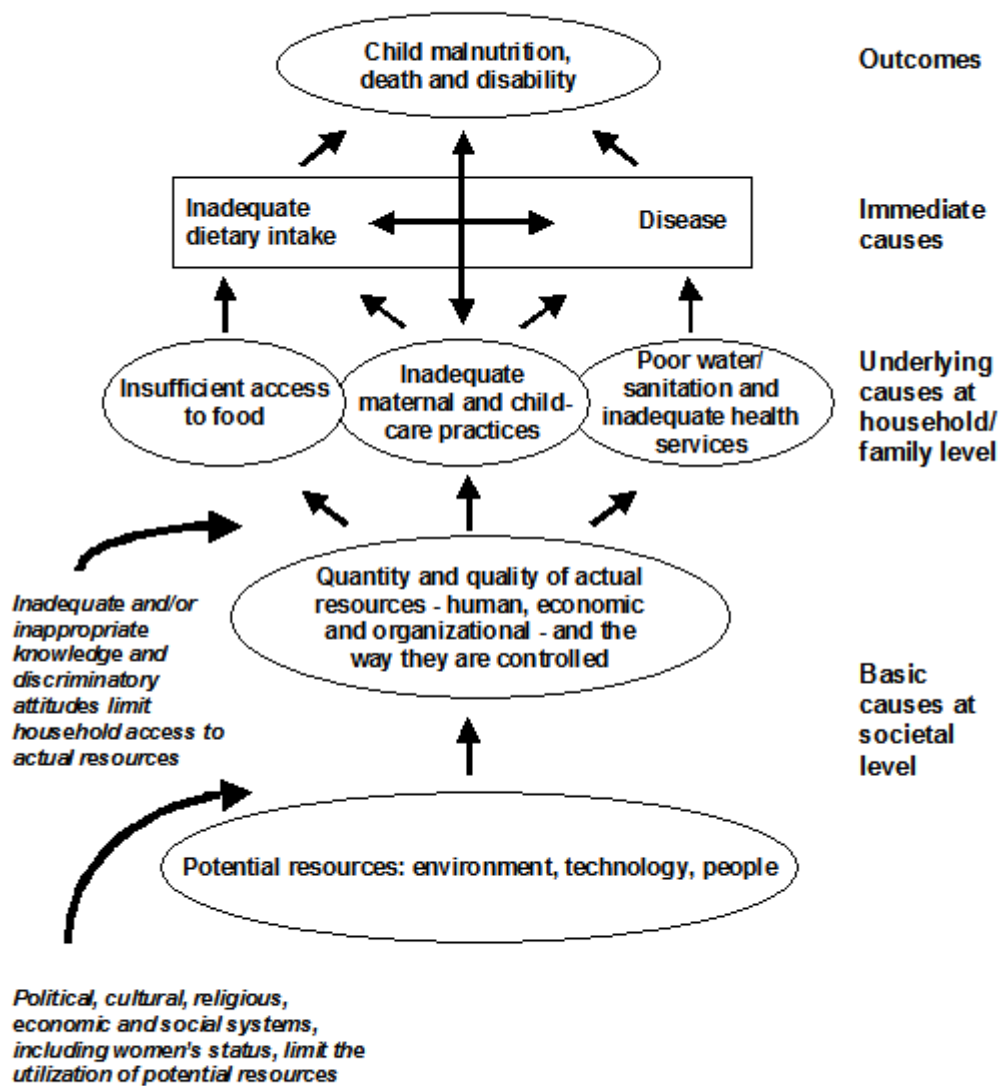 Child malnutrition,
death and disability
Outcomes
Inadequate
dietary intake
Disease
Immediate
causes
Insufficient access
to food
Inadequate
maternal and child-
care practices
Poor water/
sanitation and
inadequate health
services
Underlying
causes at
household/
family level
Quantity and quality of actual
resources - human, economic
and organizational - and the
way they are controlled
Inadequate and/or
inappropriate
knowledge and
discriminatory
attitudes limit
household access to
actual resources
Basic
causes at
societal
level
Potential resources: environment, technology, people
Political, cultural, religious,
economic and social systems,
including women's status, limit the
utilization of potential resources